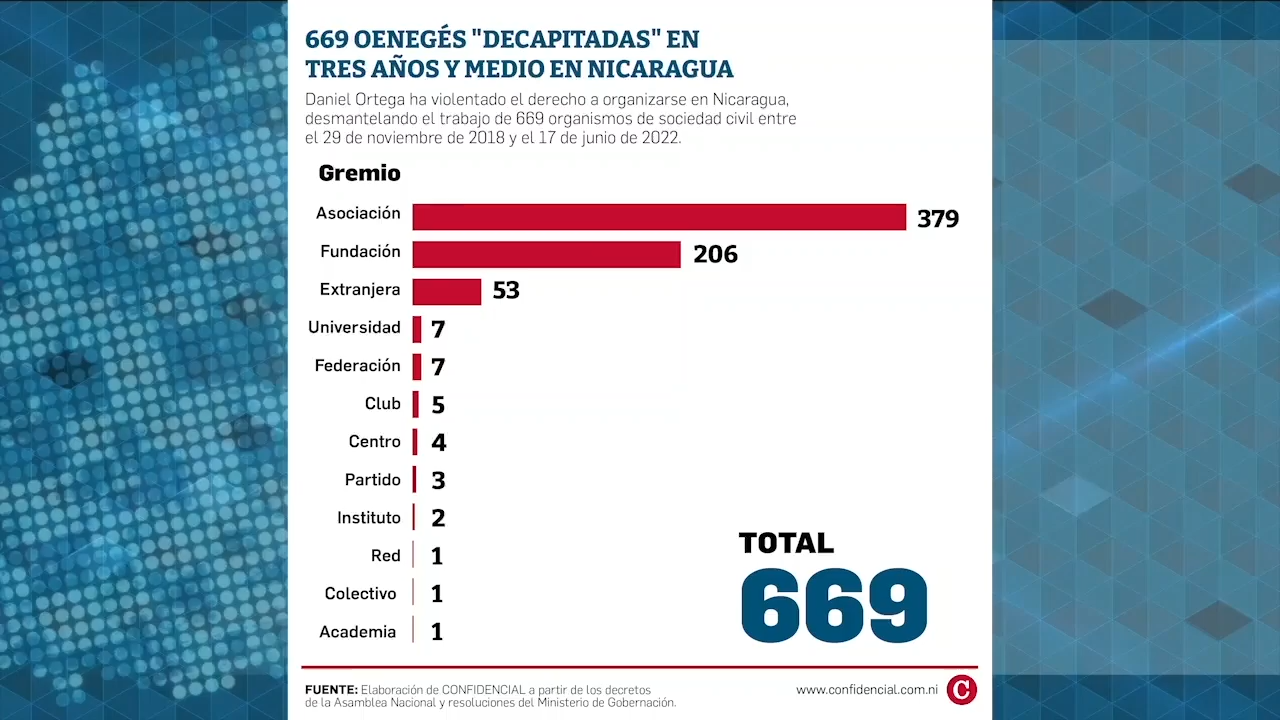 669 OENEGÉS "DECAPITADAS" EN
TRES AÑOS Y MEDIO EN NICARAGUA
Daniel Ortega ha violentado el derecho a organizarse en Nicaragua,
desmantelando el trabajo de 669 organismos de sociedad civil entre
el 29 de noviembre de 2018 y el 17 de junio de 2022.
Gremio
Asociación 379
Fundación 206
Extranjera 53
Universidad 7
Federación 7
Club 5
Centro 4
Partido 3
Instituto 2
Red 1
Colectivo 1
Academia 1
TOTAL
669
FUENTE: Elaboración de CONFIDENCIAL a partir de los decretos
de la Asamblea Nacional y resoluciones del Ministerio de Gobernación.
www.confidencial.com.ni C